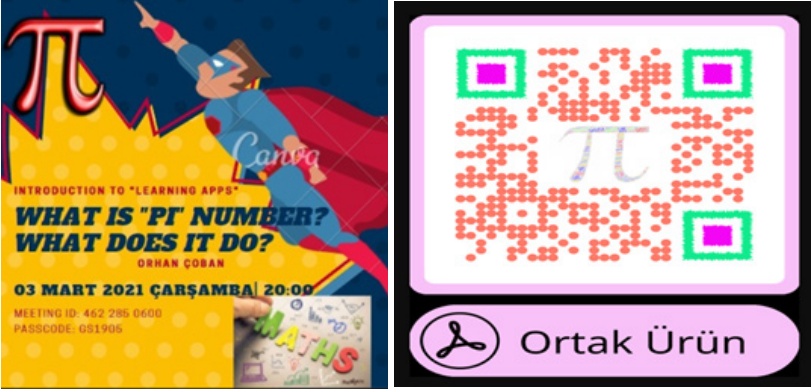 π
Canva
INTRODUCTION TO "LEARNING APPS"
WHAT IS "PI" NUMBER?
WHAT DOES IT DO?
ORHAN ÇOBAN
03 MART 2021 ÇARŞAMBA| 20:00
MEETING ID: 462 285 0600
PASSCODE: GS1905
MATHS
π
Ortak Ürün